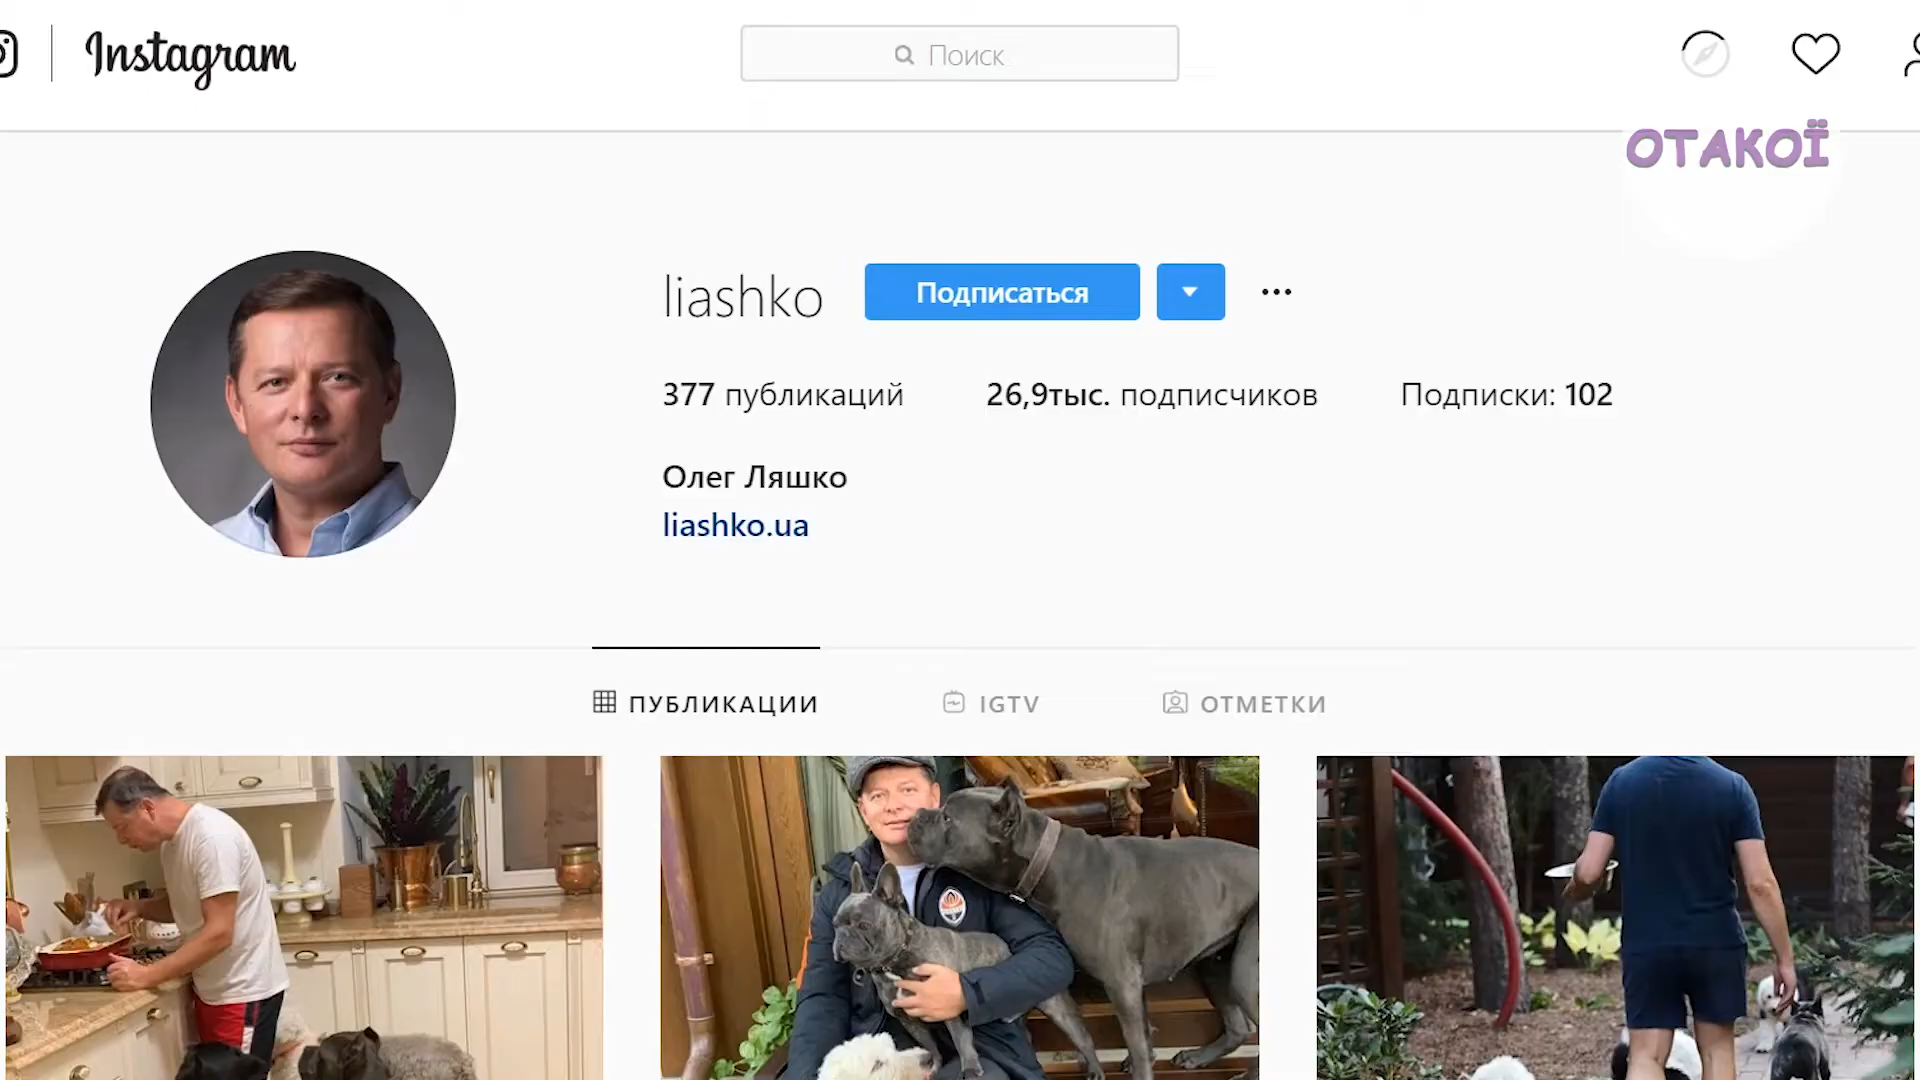 Instagram
Поиск
ОТАКОЇ
liashko
Подписаться
377 публикаций
26,9тыс. подписчиков
Подписки: 102
Олег Ляшко
liashko.ua
ПУБЛИКАЦИИ
IGTV
ОТМЕТКИ